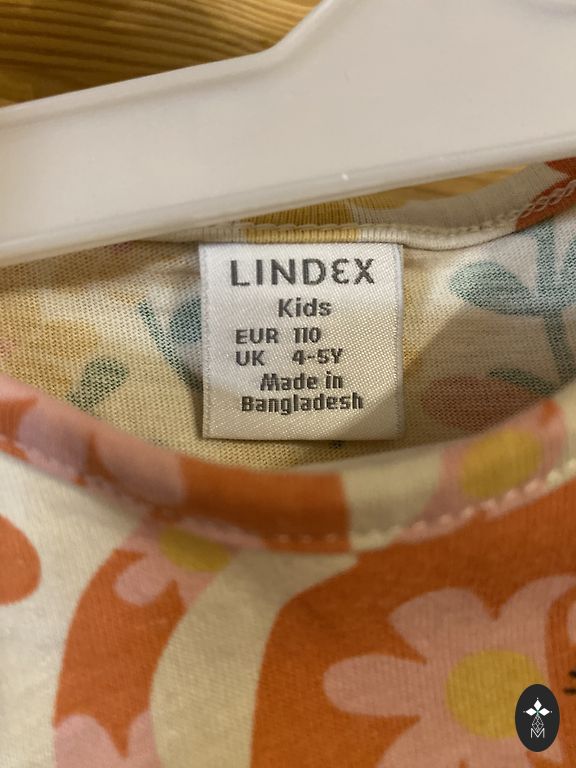 LINDEX
Kids
EUR 110
UK 4-5Y
Made in
Bangladesh
M